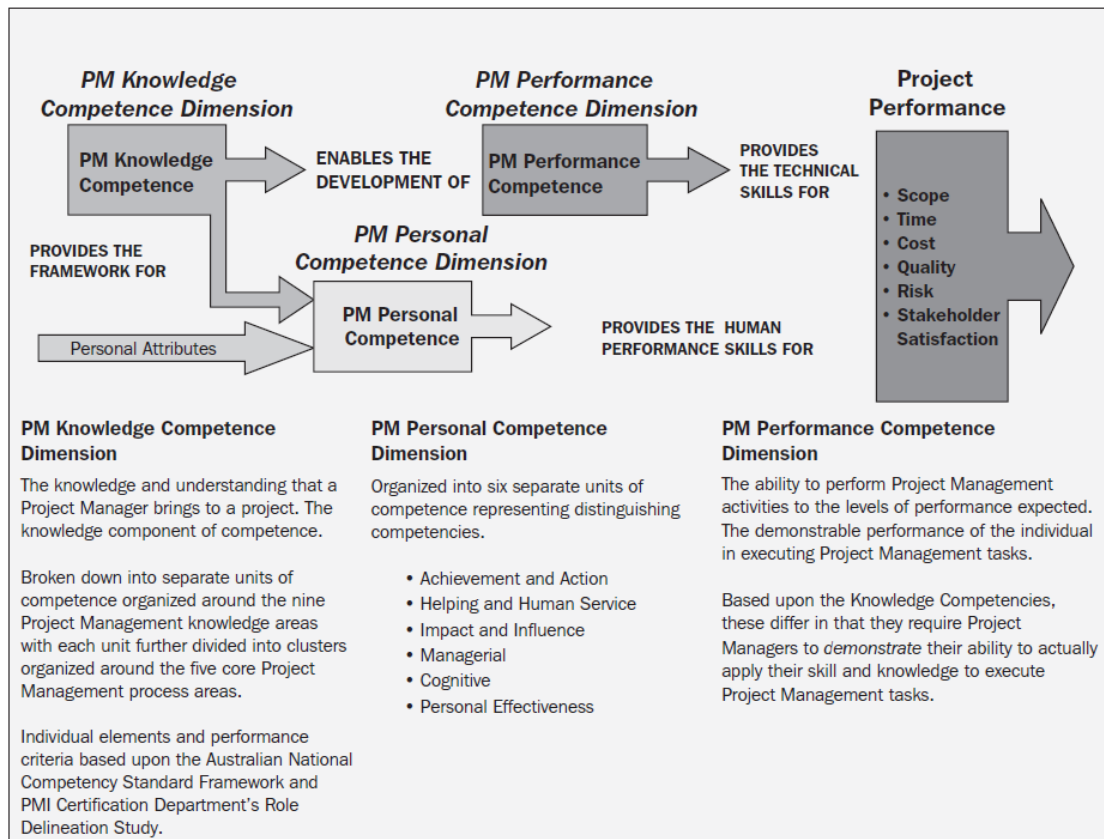 PM Knowledge
Competence Dimension
PM Performance
Competence Dimension
Project
Performance
PM Knowledge
Competence
ENABLES THE
DEVELOPMENT OF
PM Performance
Competence
PROVIDES
THE TECHNICAL
SKILLS FOR
• Scope
• Time
• Cost
• Quality
• Risk
• Stakeholder
Satisfaction
PROVIDES THE
FRAMEWORK FOR
PM Personal
Competence Dimension
PM Personal
Competence
PROVIDES THE HUMAN
PERFORMANCE SKILLS FOR
Personal Attributes
PM Knowledge Competence
Dimension
The knowledge and understanding that a
Project Manager brings to a project. The
knowledge component of competence.
Broken down into separate units of
competence organized around the nine
Project Management knowledge areas
with each unit further divided into clusters
organized around the five core Project
Management process areas.
Individual elements and performance
criteria based upon the Australian National
Competency Standard Framework and
PMI Certification Department's Role
Delineation Study.
PM Personal Competence
Dimension
Organized into six separate units of
competence representing distinguishing
competencies.
• Achievement and Action
• Helping and Human Service
• Impact and Influence
• Managerial
• Cognitive
• Personal Effectiveness
PM Performance Competence
Dimension
The ability to perform Project Management
activities to the levels of performance expected.
The demonstrable performance of the individual
in executing Project Management tasks.
Based upon the Knowledge Competencies,
these differ in that they require Project
Managers to demonstrate their ability to actually
apply their skill and knowledge to execute
Project Management tasks.